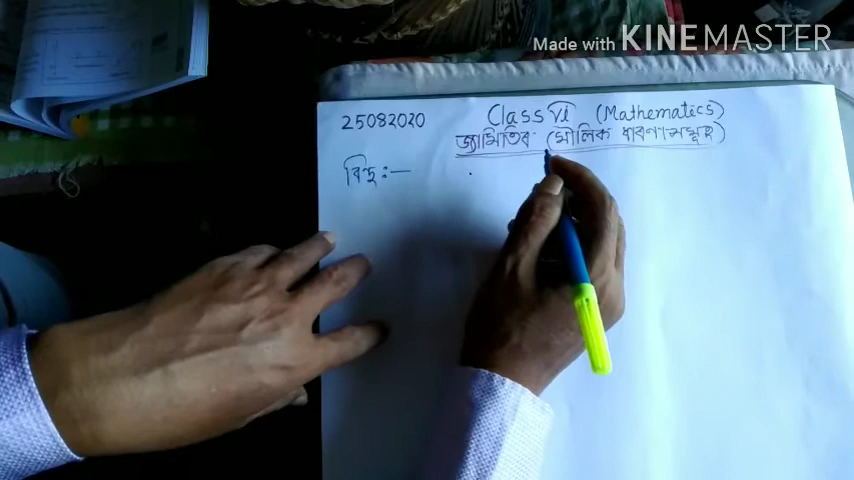 Made with KINEMASTER
25082020 Class VI (Mathematics)
জ্যামিতিৰ (মৌলিক ধাৰণাসমূহ)
বিন্দু :—